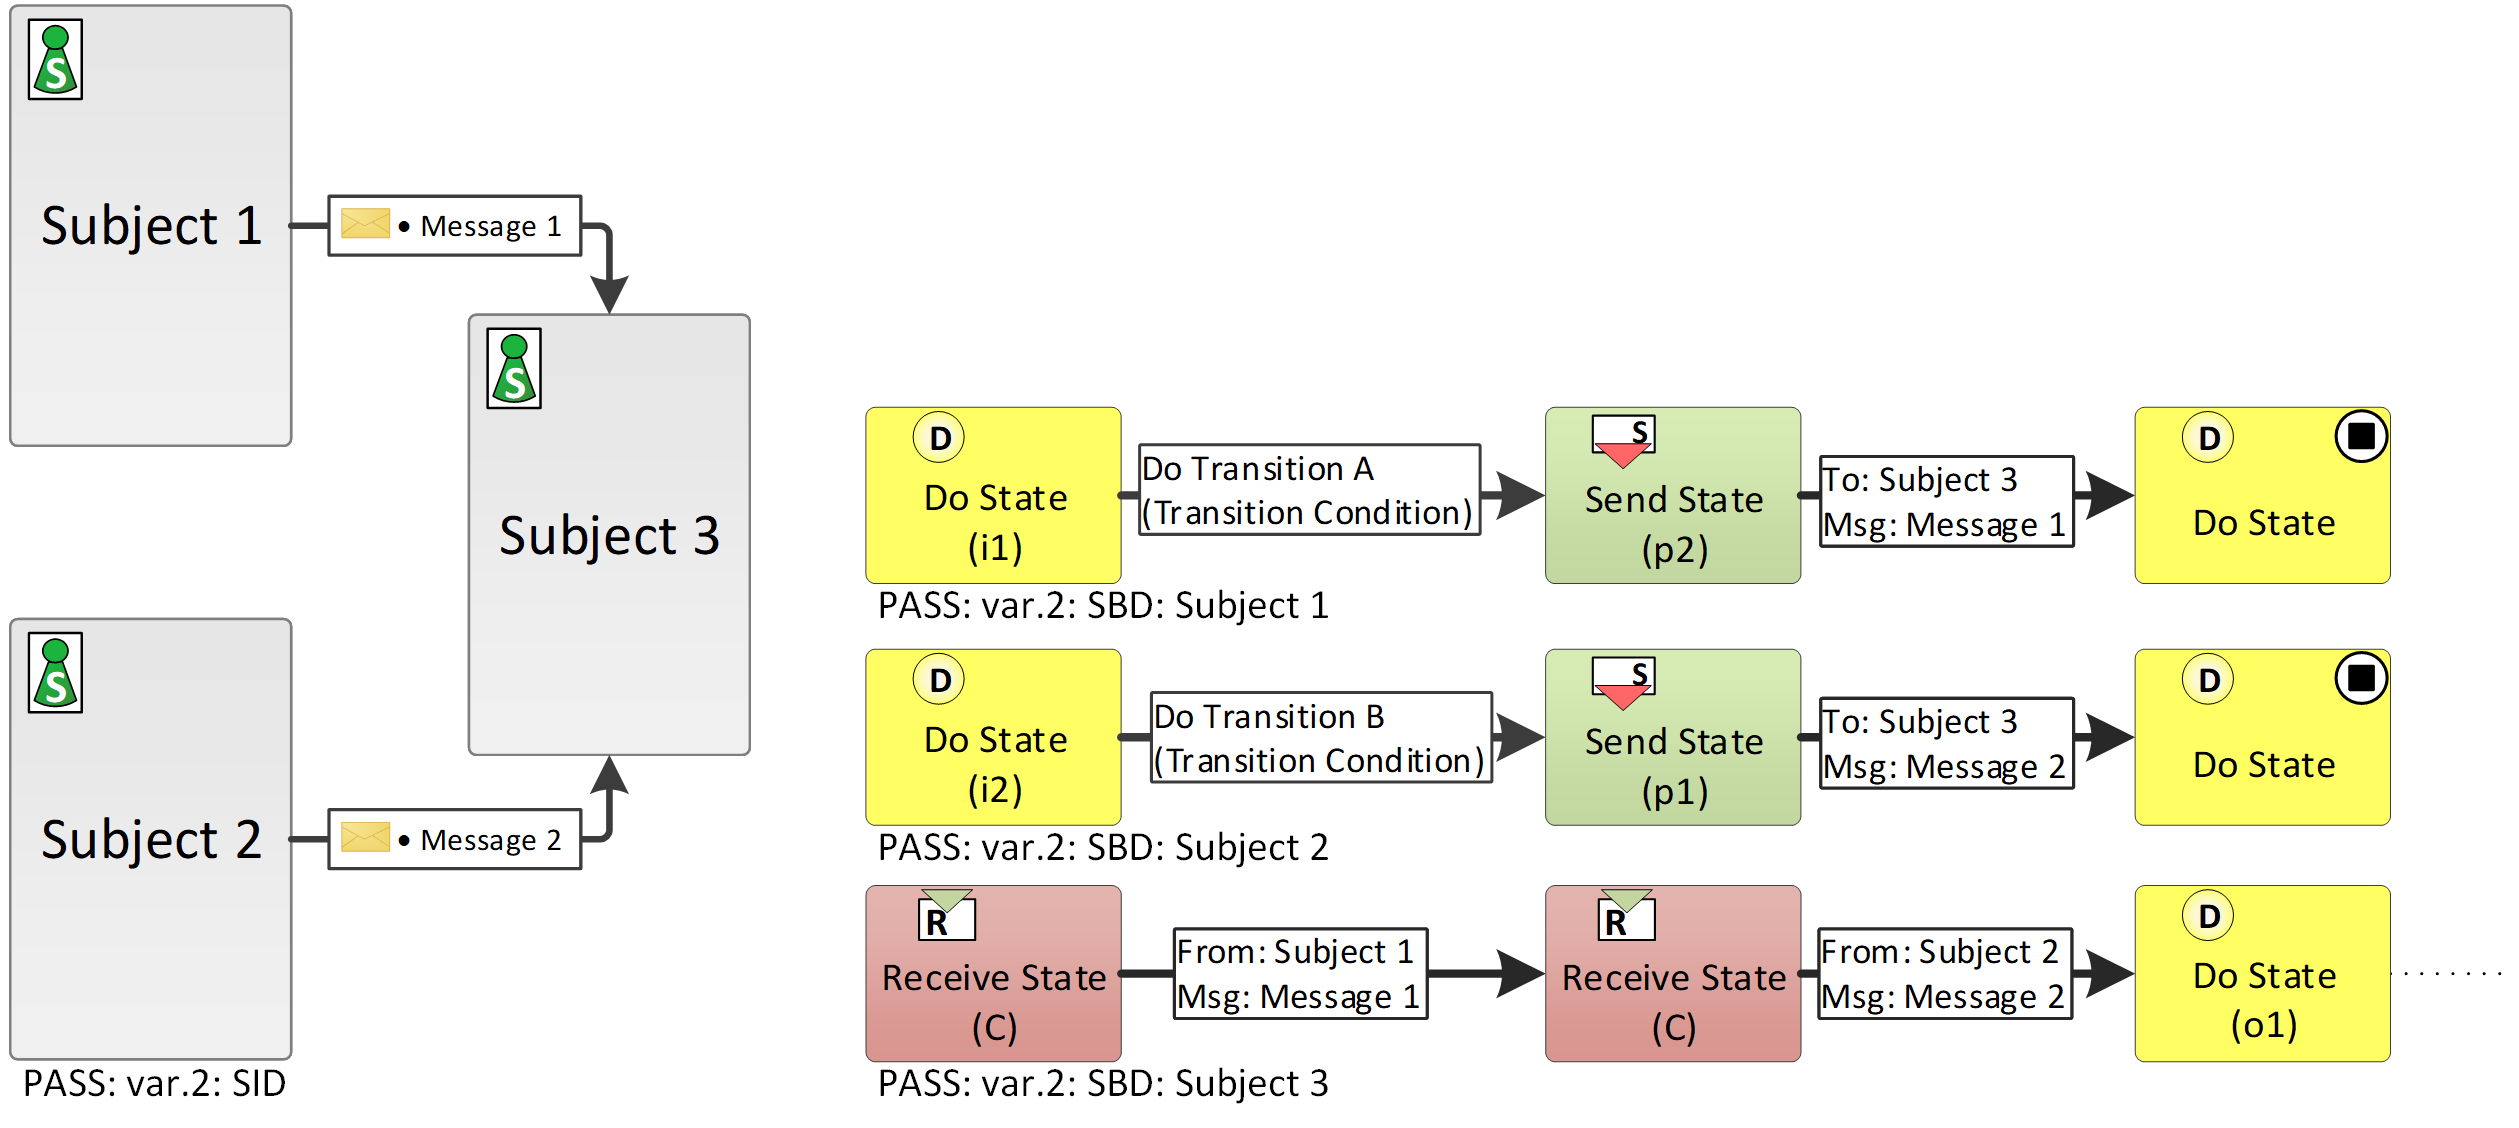 S
Subject 1
• Message 1
S
Subject 3
S
Subject 2
• Message 2
PASS: var.2: SID
D
Do State
(i1)
Do Transition A
(Transition Condition)
S
Send State
(p2)
To: Subject 3
Msg: Message 1
D
Do State
PASS: var.2: SBD: Subject 1
D
Do State
(i2)
Do Transition B
(Transition Condition)
S
Send State
(p1)
To: Subject 3
Msg: Message 2
D
Do State
PASS: var.2: SBD: Subject 2
R
Receive State
(C)
From: Subject 1
Msg: Message 1
R
Receive State
(C)
From: Subject 2
Msg: Message 2
D
Do State
(o1)
PASS: var.2: SBD: Subject 3